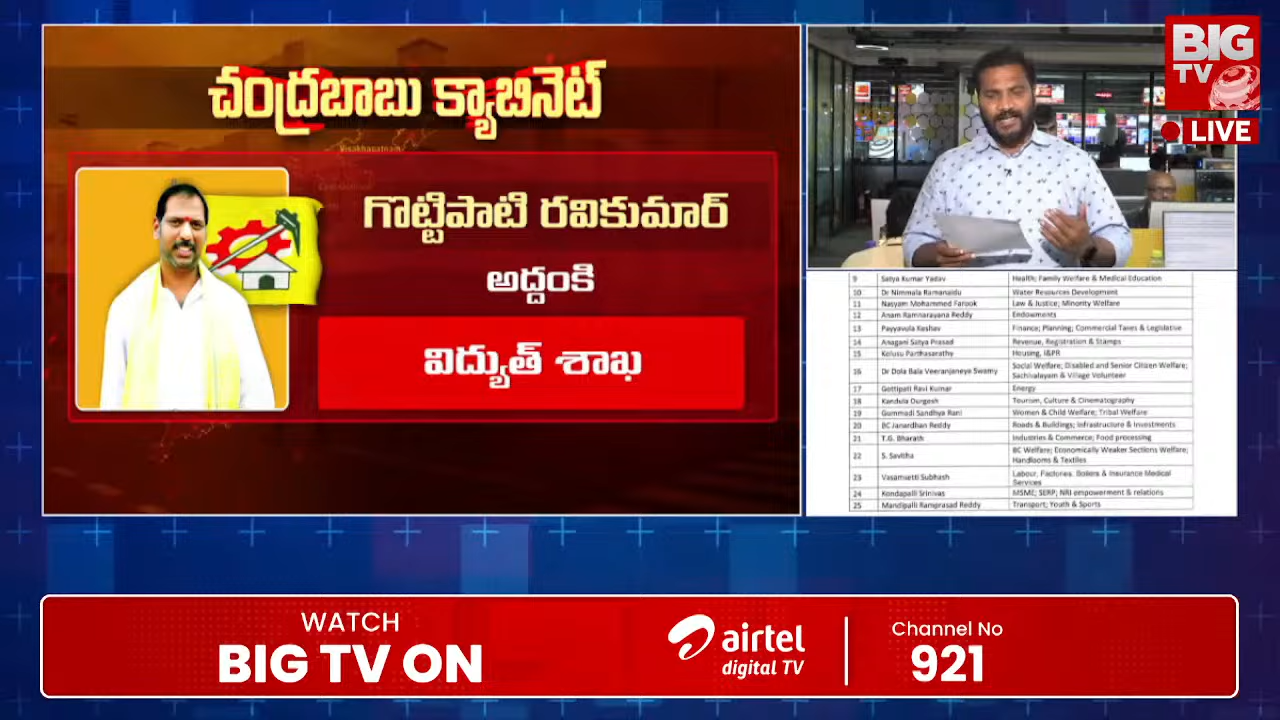 చంద్రబాబు క్యాబినెట్
Visakhapatnam
గొట్టిపాటి రవికుమార్
అద్దంకి
విద్యుత్ శాఖ
BIG
TV
LIVE
9 Satya Kumar Yadav Health; Family Welfare & Medical Education
10 Dr Nimmala Ramanaidu Water Resources Development
11 Nasyam Mohammed Farook Law & Justice; Minority Welfare
12 Anam Ramnarayana Reddy Endowments
13 Payyavula Keshav Finance; Planning; Commercial Taxes & Legislative
14 Anagani Satya Prasad Revenue, Registration & Stamps
15 Kolusu Parthasarathy Housing, I&PR
16 Dr Dola Bala Veeranjaneya Swamy Social Welfare; Disabled and Senior Citizen Welfare;
Sachivalayam & Village Volunteer
17 Gottipati Ravi Kumar Energy
18 Kandula Durgesh Tourism, Culture & Cinematography
19 Gummadi Sandhya Rani Women & Child Welfare; Tribal Welfare
20 BC Janardhan Reddy Roads & Buildings; Infrastructure & Investments
21 T.G. Bharath Industries & Commerce; Food processing
22 S. Savitha BC Welfare; Economically Weaker Sections Welfare;
Handlooms & Textiles
23 Vasamsetti Subhash Labour, Factories, Boilers & Insurance Medical
Services
24 Kondapalli Srinivas MSME; SERP; NRI empowerment & relations
25 Mandipalli Ramprasad Reddy Transport; Youth & Sports
WATCH
BIG TV ON
airtel
digital TV
Channel No
921